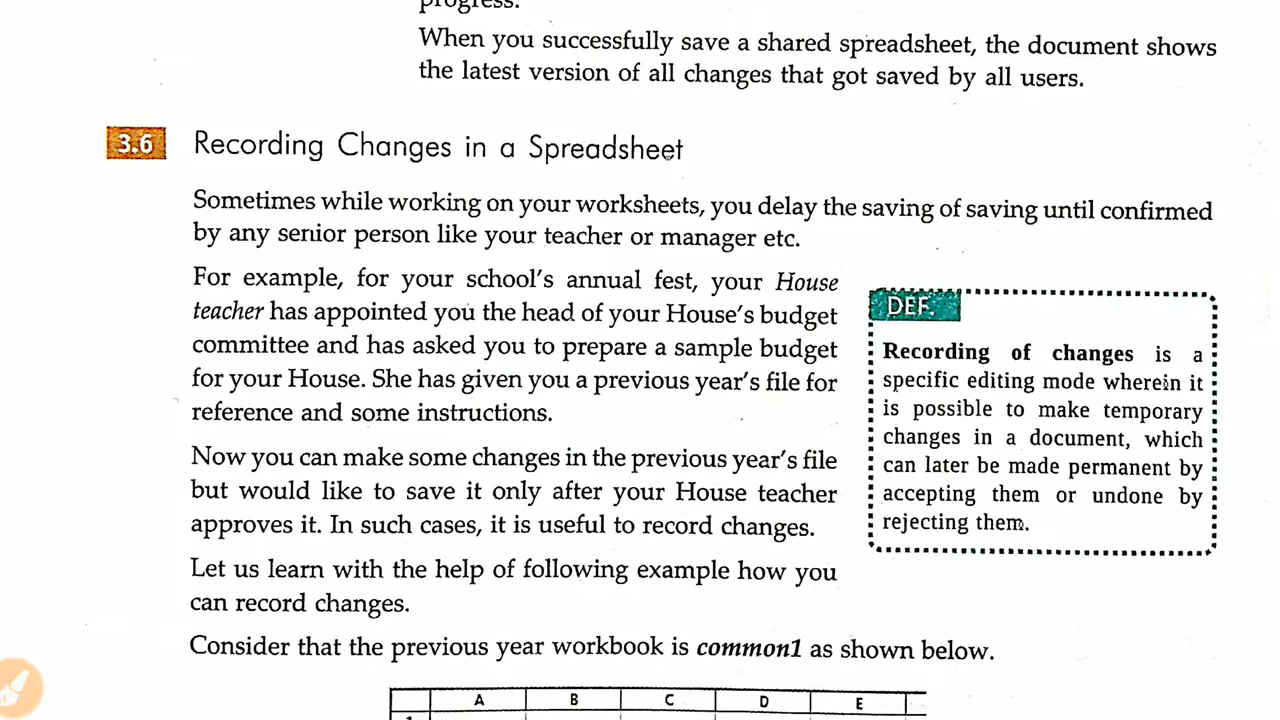 progress.
When you successfully save a shared spreadsheet, the document shows
the latest version of all changes that got saved by all users.
3.6 Recording Changes in a Spreadsheet
Sometimes while working on your worksheets, you delay the saving of saving until confirmed
by any senior person like your teacher or manager etc.
For example, for your school's annual fest, your House
teacher has appointed you the head of your House's budget
committee and has asked you to prepare a sample budget
for your House. She has given you a previous year's file for
reference and some instructions.
Now you can make some changes in the previous year's file
but would like to save it only after your House teacher
approves it. In such cases, it is useful to record changes.
Let us learn with the help of following example how you
can record changes.
DEF.
Recording of changes is a
specific editing mode wherein it
is possible to make temporary
changes in a document, which
can later be made permanent by
accepting them or undone by
rejecting them.
Consider that the previous year workbook is common1 as shown below.
A B C D E